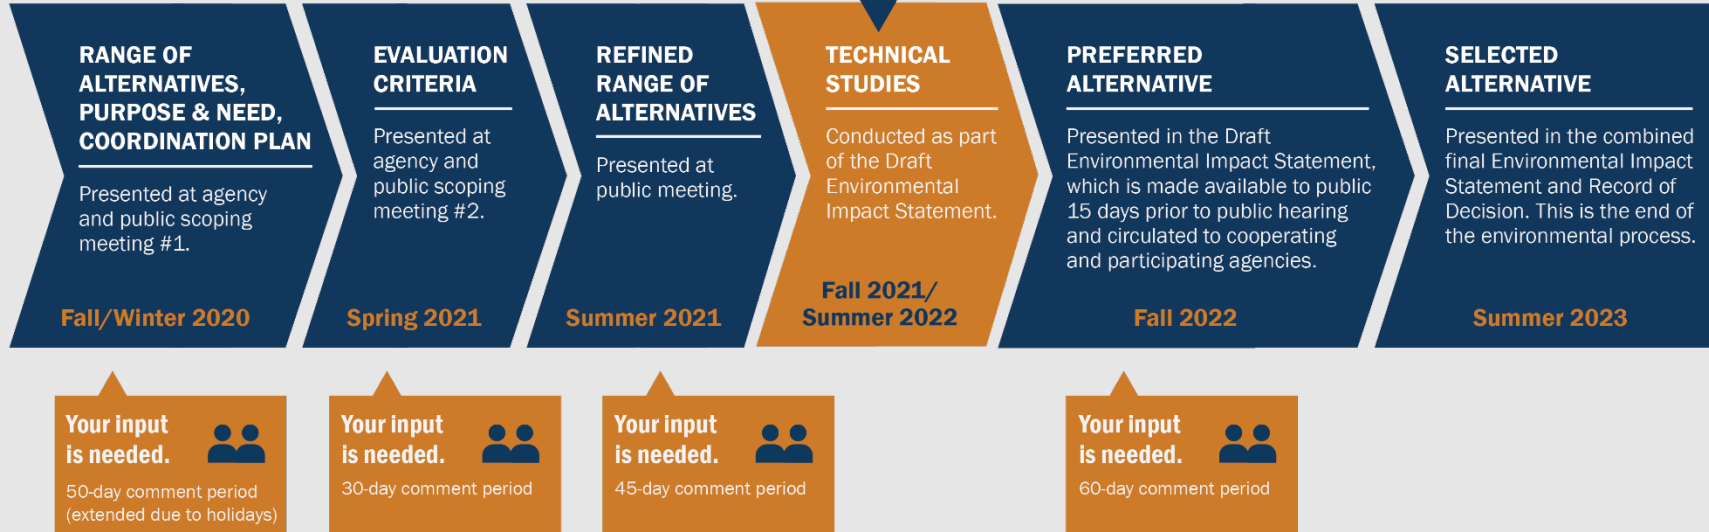 RANGE OF
ALTERNATIVES,
PURPOSE & NEED,
COORDINATION PLAN
Presented at agency
and public scoping
meeting #1.
Fall/Winter 2020
EVALUATION
CRITERIA
Presented at
agency and
public scoping
meeting #2.
Spring 2021
REFINED
RANGE OF
ALTERNATIVES
Presented at
public meeting.
Summer 2021
TECHNICAL
STUDIES
Conducted as part
of the Draft
Environmental
Impact Statement.
Fall 2021/
Summer 2022
PREFERRED
ALTERNATIVE
Presented in the Draft
Environmental Impact Statement,
which is made available to public
15 days prior to public hearing
and circulated to cooperating
and participating agencies.
Fall 2022
SELECTED
ALTERNATIVE
Presented in the combined
final Environmental Impact
Statement and Record of
Decision. This is the end of
the environmental process.
Summer 2023
Your input
is needed.
50-day comment period
(extended due to holidays)
Your input
is needed.
30-day comment period
Your input
is needed.
45-day comment period
Your input
is needed.
60-day comment period